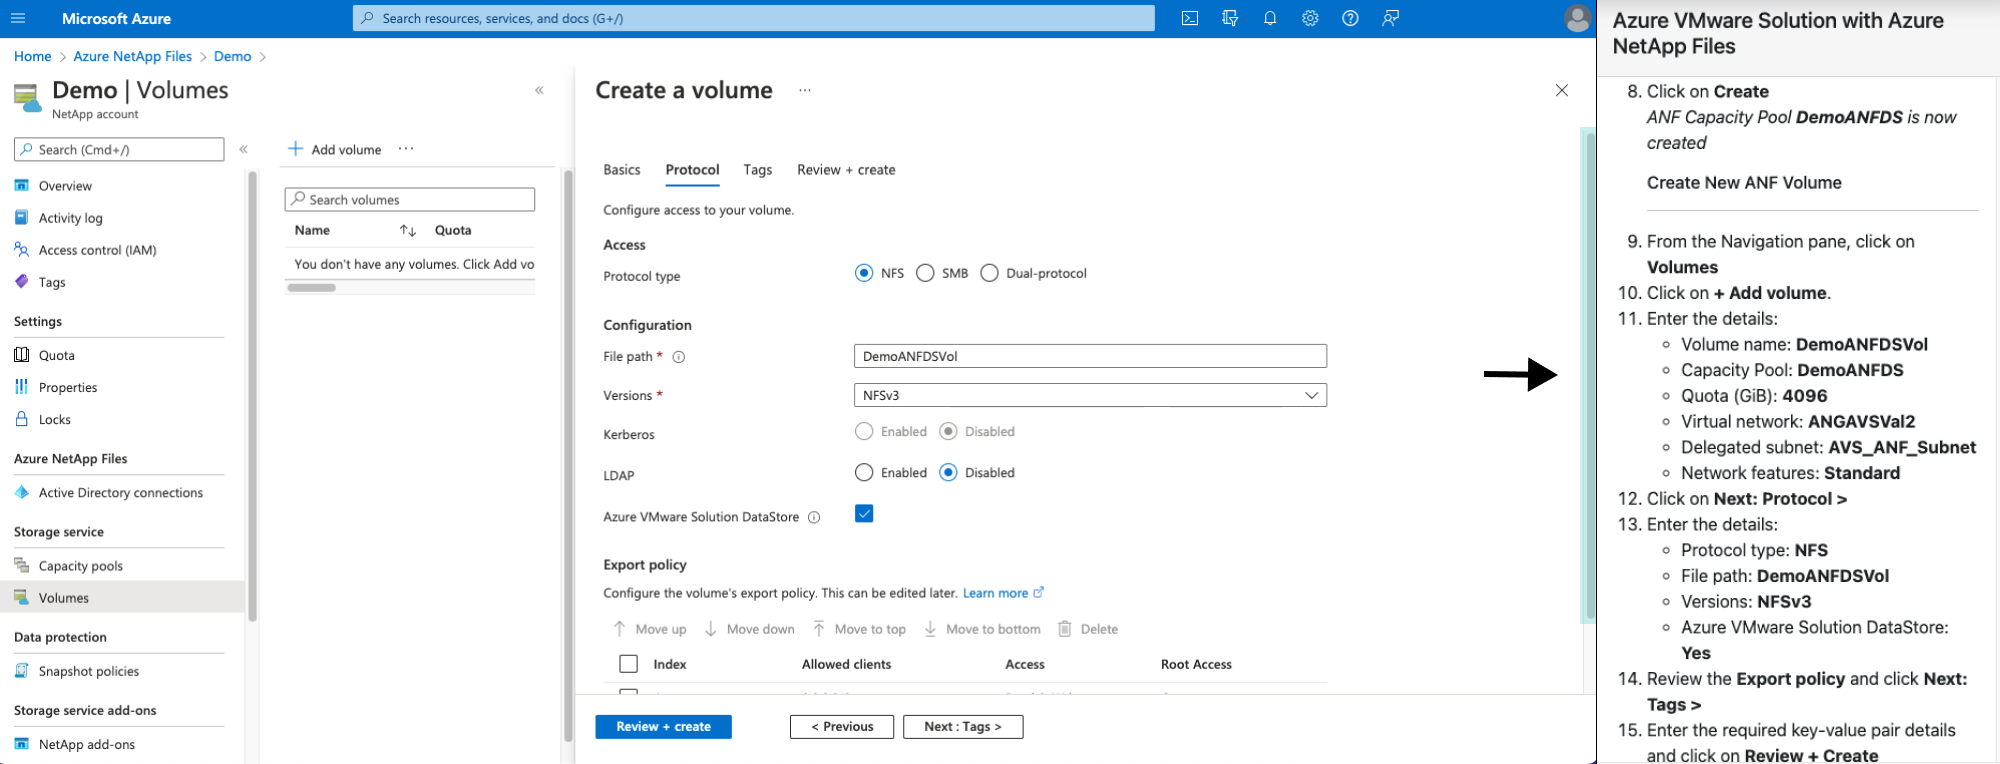 Microsoft Azure
Search resources, services, and docs (G+/)
Home > Azure NetApp Files > Demo >
Demo | Volumes
NetApp account
Search (Cmd+/)
Overview
Activity log
Access control (IAM)
Tags
Settings
Quota
Properties
Locks
Azure NetApp Files
Active Directory connections
Storage service
Capacity pools
Volumes
Data protection
Snapshot policies
Storage service add-ons
NetApp add-ons
+ Add volume ...
Search volumes
Name Quota
You don't have any volumes. Click Add vo
Create a volume ...
Basics Protocol Tags Review + create
Configure access to your volume.
Access
Protocol type NFS SMB Dual-protocol
Configuration
File path * DemoANFDSVol
Versions * NFSv3
Kerberos Enabled Disabled
LDAP Enabled Disabled
Azure VMware Solution DataStore
Export policy
Configure the volume's export policy. This can be edited later. Learn more
Move up Move down Move to top Move to bottom Delete
Index Allowed clients Access Root Access
Review + create < Previous Next : Tags >
Azure VMware Solution with Azure
NetApp Files
8. Click on Create
ANF Capacity Pool DemoANFDS is now
created
Create New ANF Volume
9. From the Navigation pane, click on
Volumes
10. Click on + Add volume.
11. Enter the details:
Volume name: DemoANFDSVol
Capacity Pool: DemoANFDS
Quota (GiB): 4096
Virtual network: ANGAVSVal2
Delegated subnet: AVS_ANF_Subnet
Network features: Standard
12. Click on Next: Protocol >
13. Enter the details:
Protocol type: NFS
File path: DemoANFDSVol
Versions: NFSv3
Azure VMware Solution DataStore:
Yes
14. Review the Export policy and click Next:
Tags >
15. Enter the required key-value pair details
and click on Review + Create